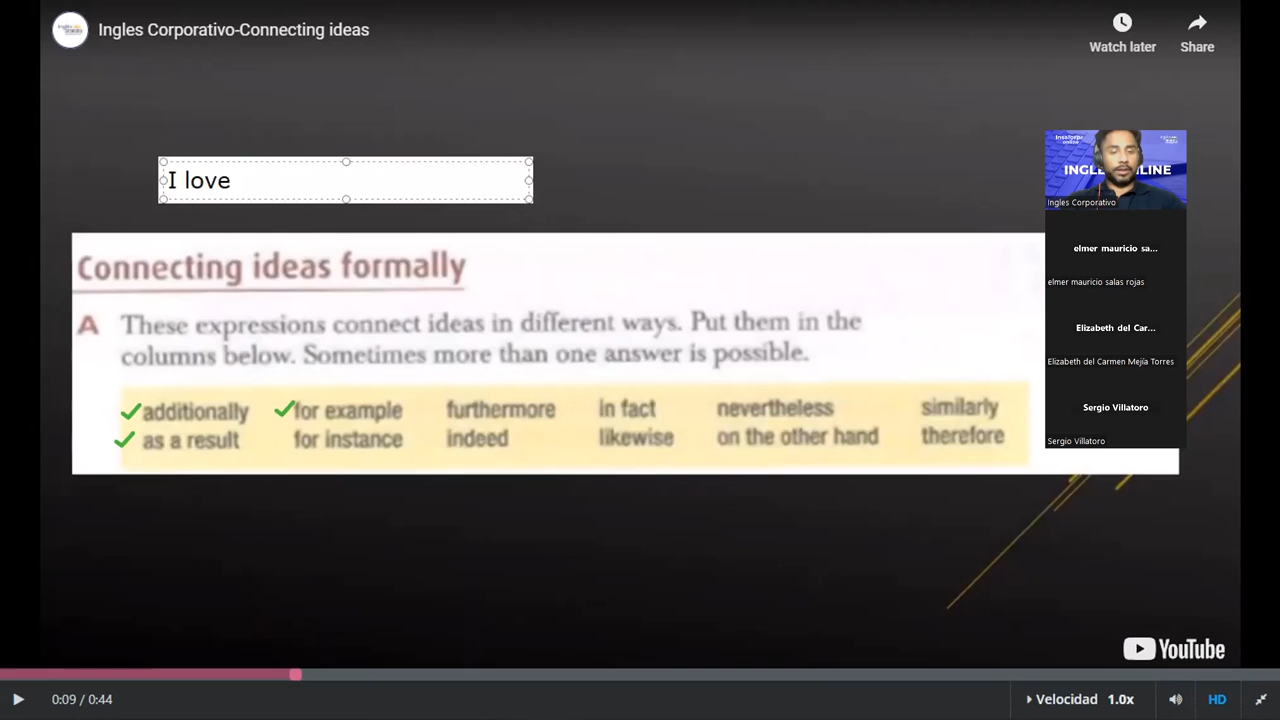 Ingles Corporativo-Connecting ideas
Watch later
Share
I love
INGLE
LINE
Ingles Corporativo
elmer mauricio sa...
elmer mauricio salas rojas
Elizabeth del Car...
Elizabeth del Carmen Mejía Torres
Sergio Villatoro
Sergio Villatoro
Connecting ideas formally
A These expressions connect ideas in different ways. Put them in the
columns below. Sometimes more than one answer is possible.
additionally for example furthermore in fact nevertheless similarly
as a result for instance indeed likewise on the other hand therefore
YouTube
0:09 / 0:44
Velocidad 1.0x
HD